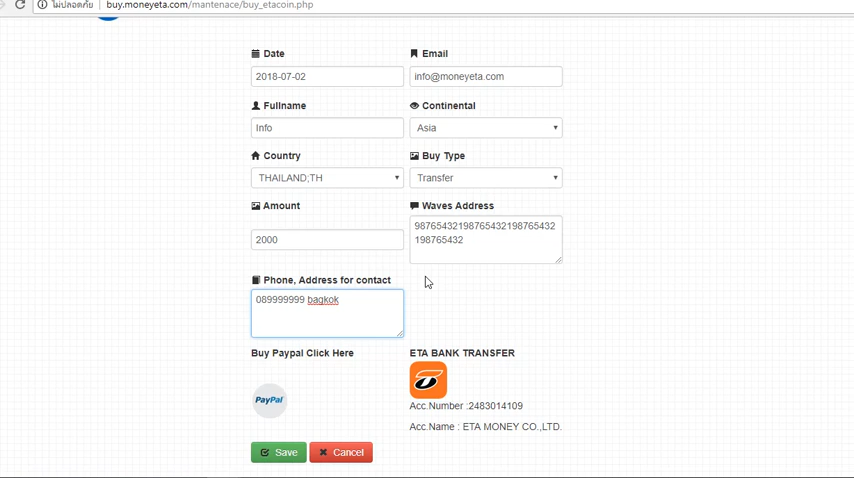 ไม่ปลอดภัย buy.moneyeta.com/mantenace/buy_etacoin.php
Date Email
2018-07-02 info@moneyeta.com
Fullname Continental
Info Asia
Country Buy Type
THAILAND;TH Transfer
Amount Waves Address
98765432198765432198765432
198765432
2000
Phone, Address for contact
089999999 bagkok
Buy Paypal Click Here ETA BANK TRANSFER
PayPal
Acc.Number :2483014109
Acc.Name : ETA MONEY CO.,LTD.
Save Cancel